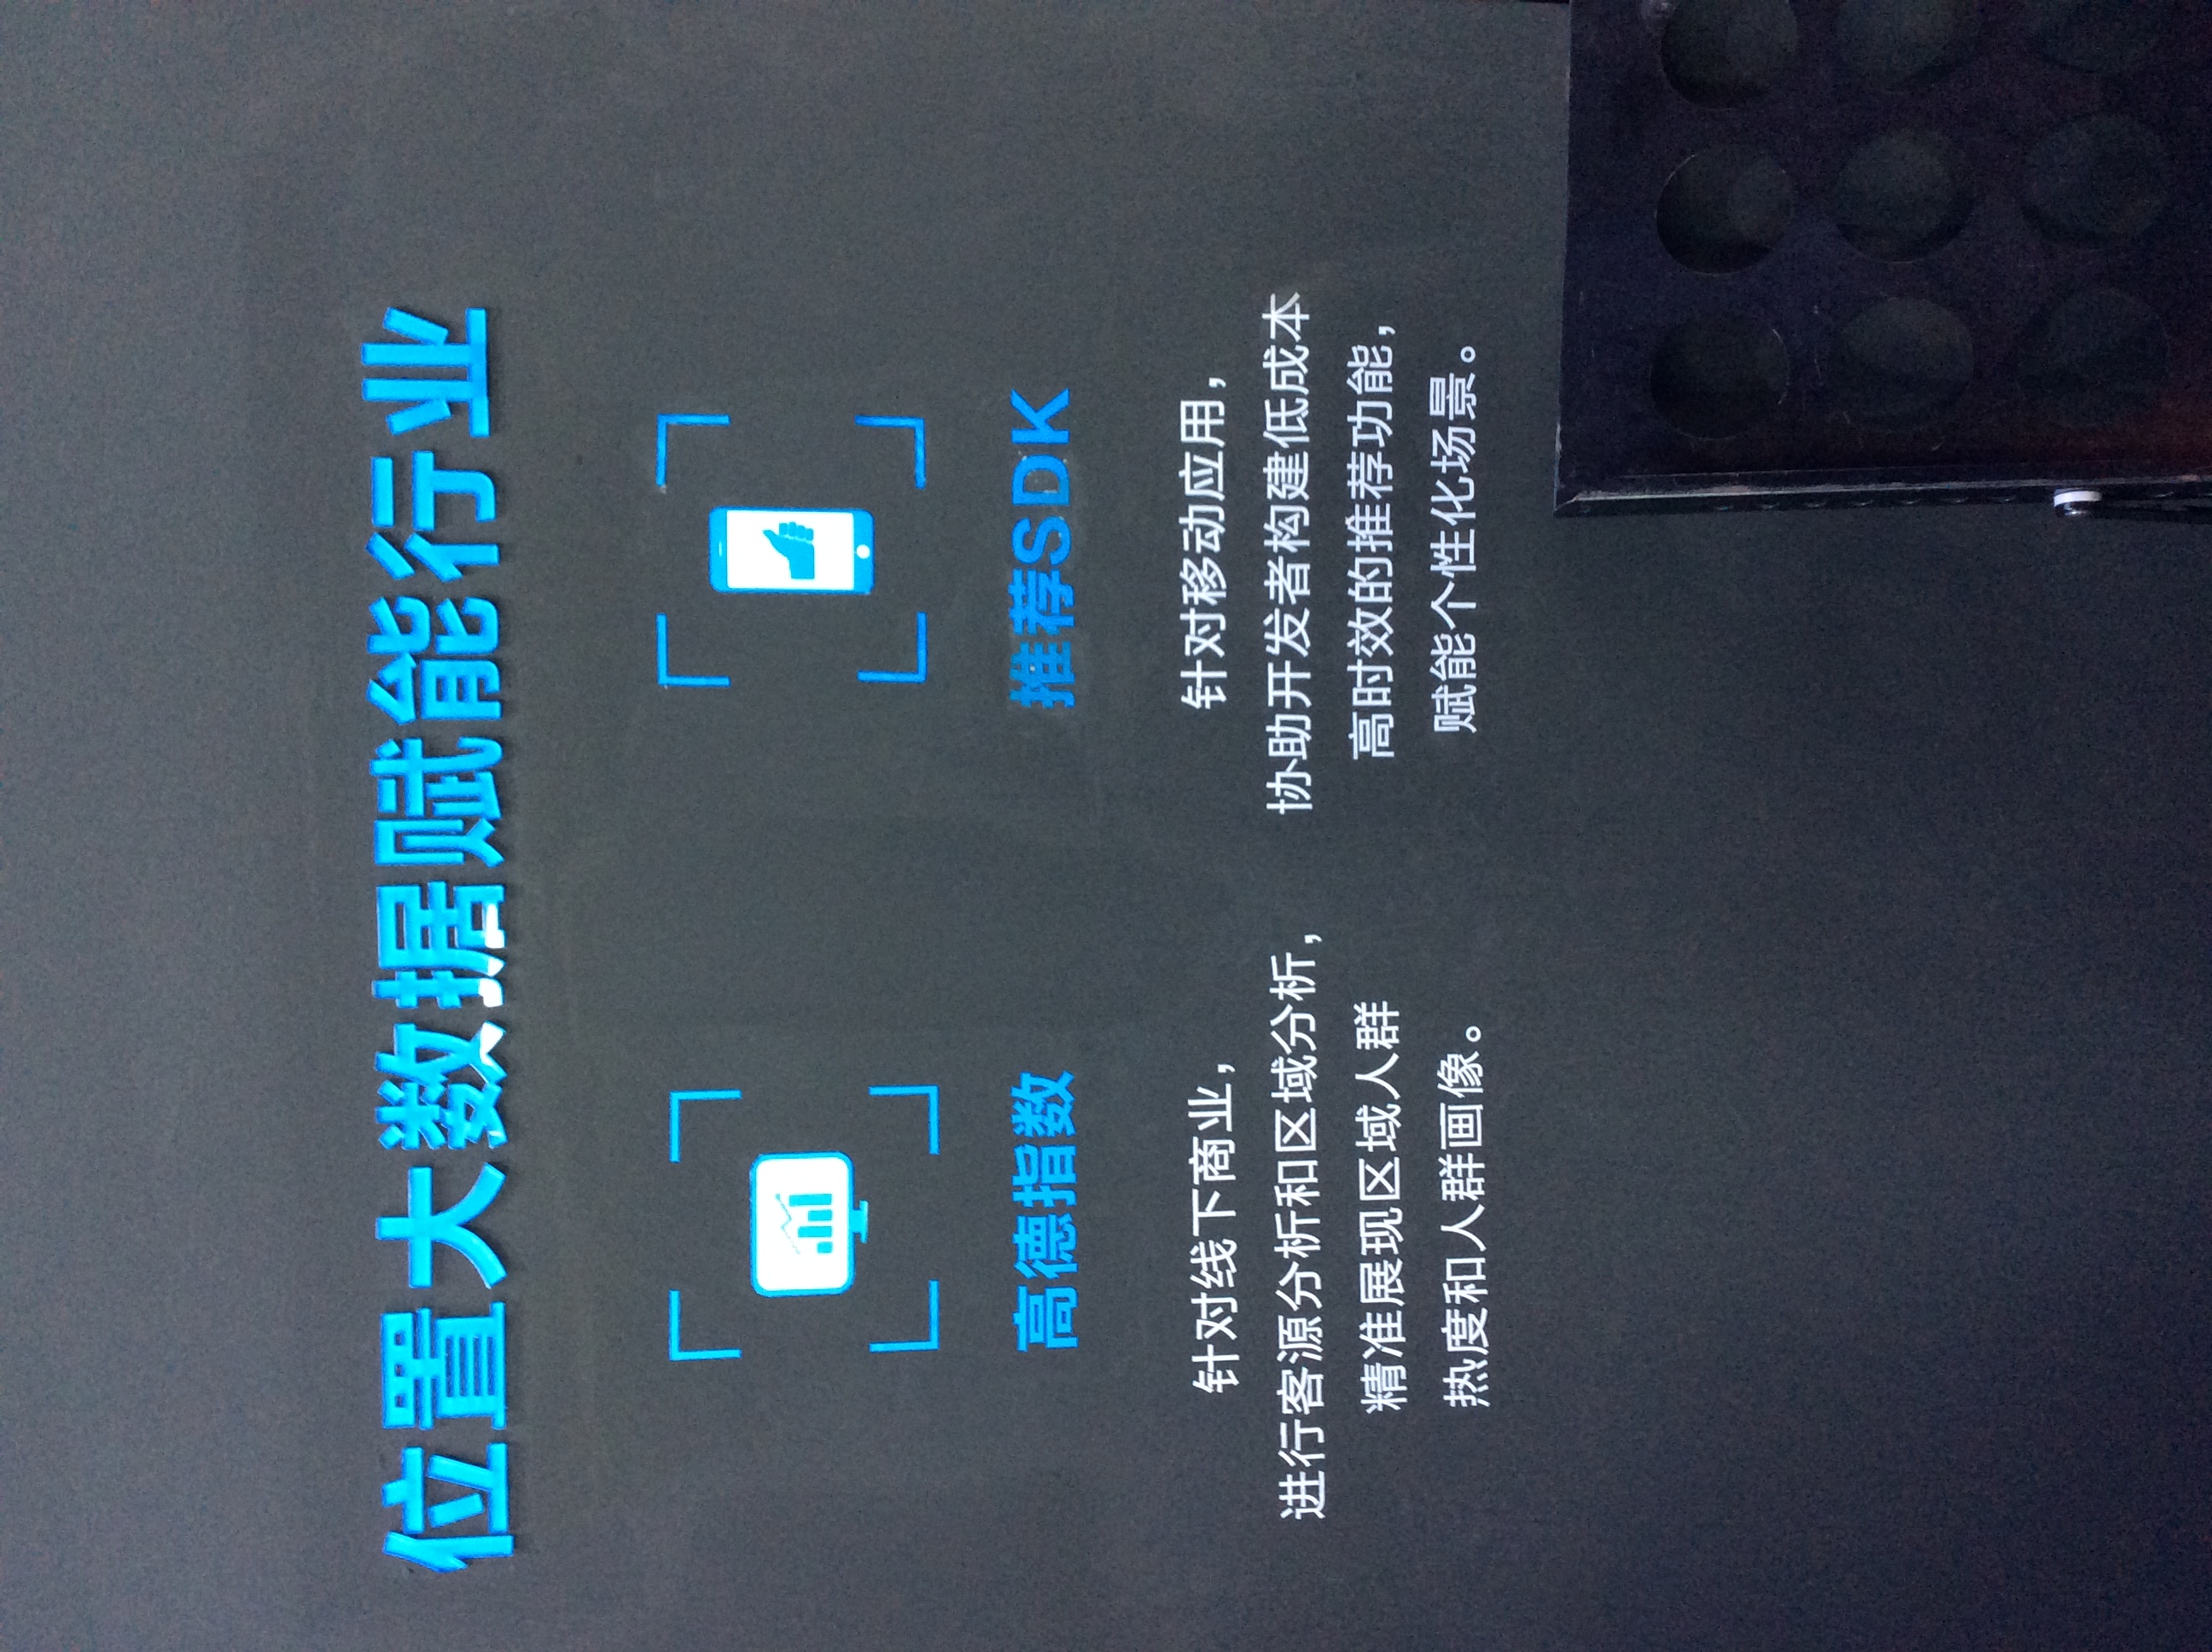 位置大数据赋能行业
高德指数
针对线下商业，
进行客源分析和区域分析，
精准展现区域人群
热度和人群画像。
推荐SDK
针对移动应用，
协助开发者构建低成本
高时效的推荐功能，
赋能个性化场景。